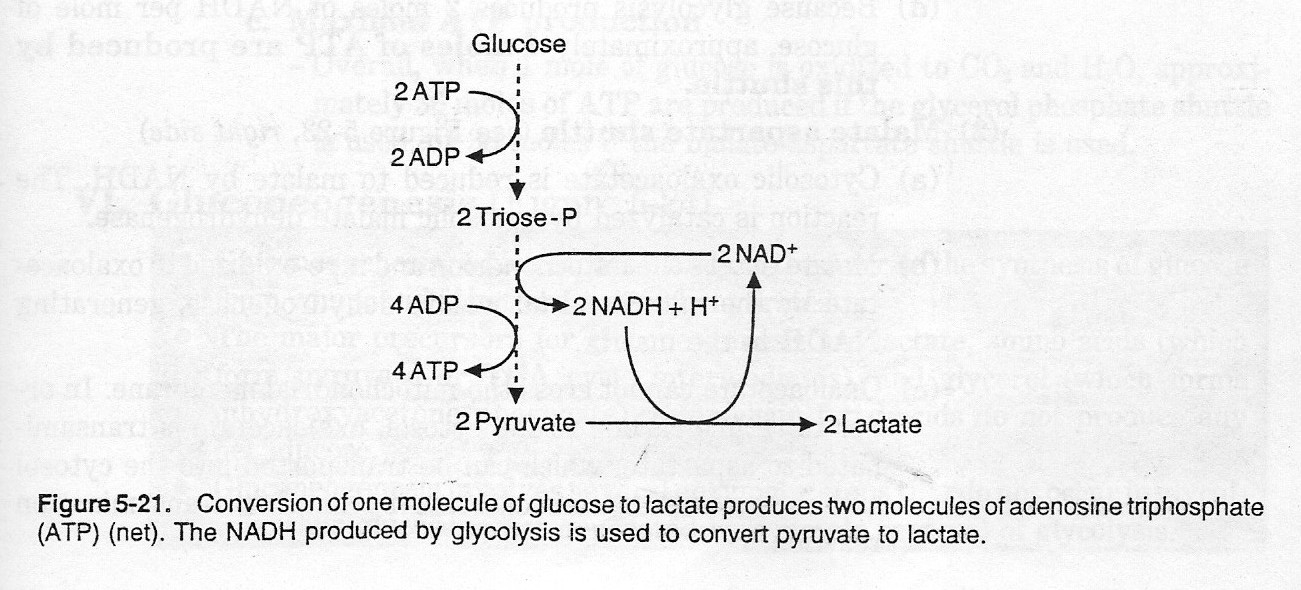 Glucose
2 ATP
2 ADP
2 Triose-P
2 NAD+
4 ADP
2 NADH + H+
4 ATP
2 Pyruvate
2 Lactate
Figure 5-21. Conversion of one molecule of glucose to lactate produces two molecules of adenosine triphosphate
(ATP) (net). The NADH produced by glycolysis is used to convert pyruvate to lactate.